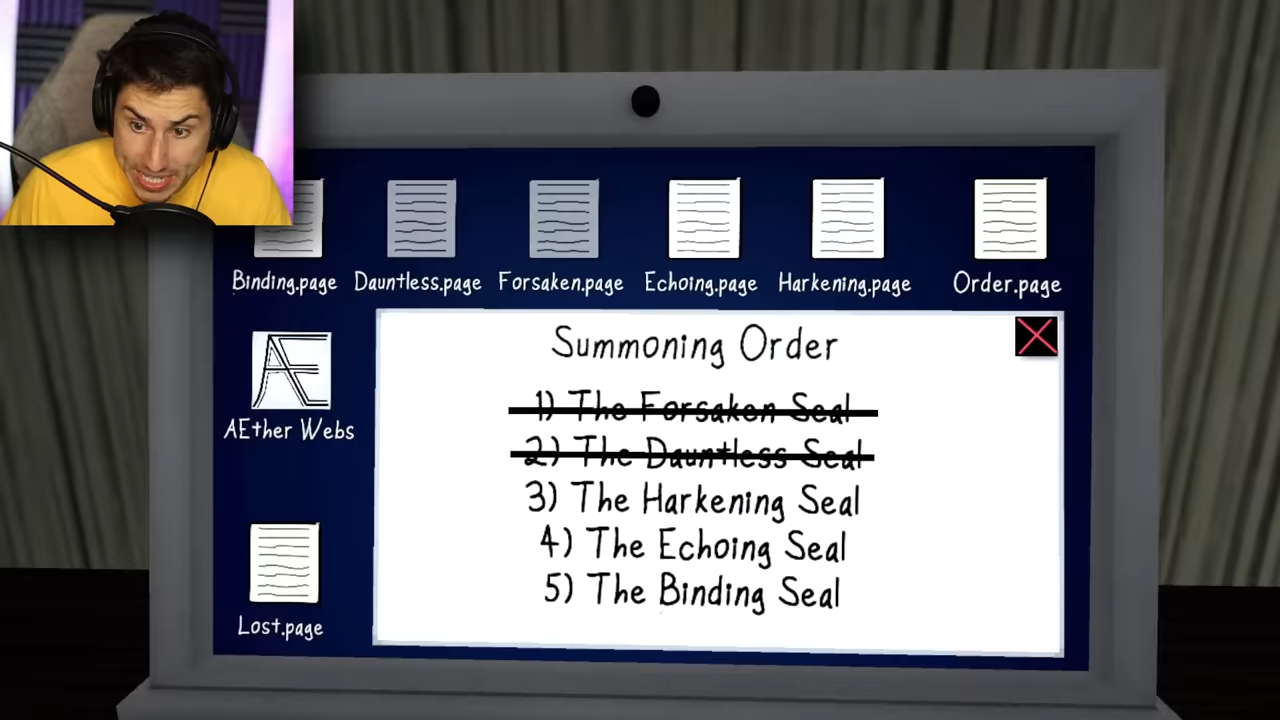 Binding.page Dauntless.page Forsaken.page Echoing.page Harkening.page Order.page
Summoning Order
1) The Forsaken Seal
2) The Dauntless Seal
3) The Harkening Seal
4) The Echoing Seal
5) The Binding Seal
AE
AEther Webs
Lost.page